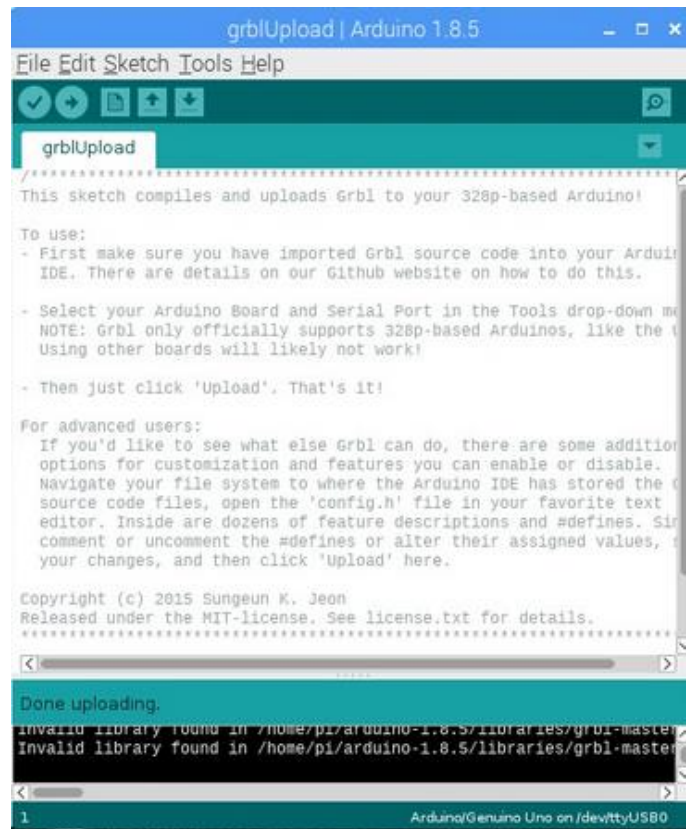 grblUpload | Arduino 1.8.5
File Edit Sketch Tools Help
grblUpload
/*****************************************************************
This sketch compiles and uploads Grbl to your 328p-based Arduino!
To use:
- First make sure you have imported Grbl source code into your Arduin
IDE. There are details on our Github website on how to do this.
- Select your Arduino Board and Serial Port in the Tools drop-down me
NOTE: Grbl only officially supports 328p-based Arduinos, like the
Using other boards will likely not work!
- Then just click 'Upload'. That's it!
For advanced users:
If you'd like to see what else Grbl can do, there are some addition
options for customization and features you can enable or disable.
Navigate your file system to where the Arduino IDE has stored the
source code files, open the 'config.h' file in your favorite text
editor. Inside are dozens of feature descriptions and #defines. Sim
comment or uncomment the #defines or alter their assigned values, s
your changes, and then click 'Upload' here.
Copyright (c) 2015 Sungeun K. Jeon
Released under the MIT-license. See license.txt for details.
*****************************************************************
Done uploading.
Invalid library found in /home/pi/arduino-1.8.5/libraries/grbl-master
Invalid library found in /home/pi/arduino-1.8.5/libraries/grbl-master
1
Arduino/Genuino Uno on /dev/ttyUSB0